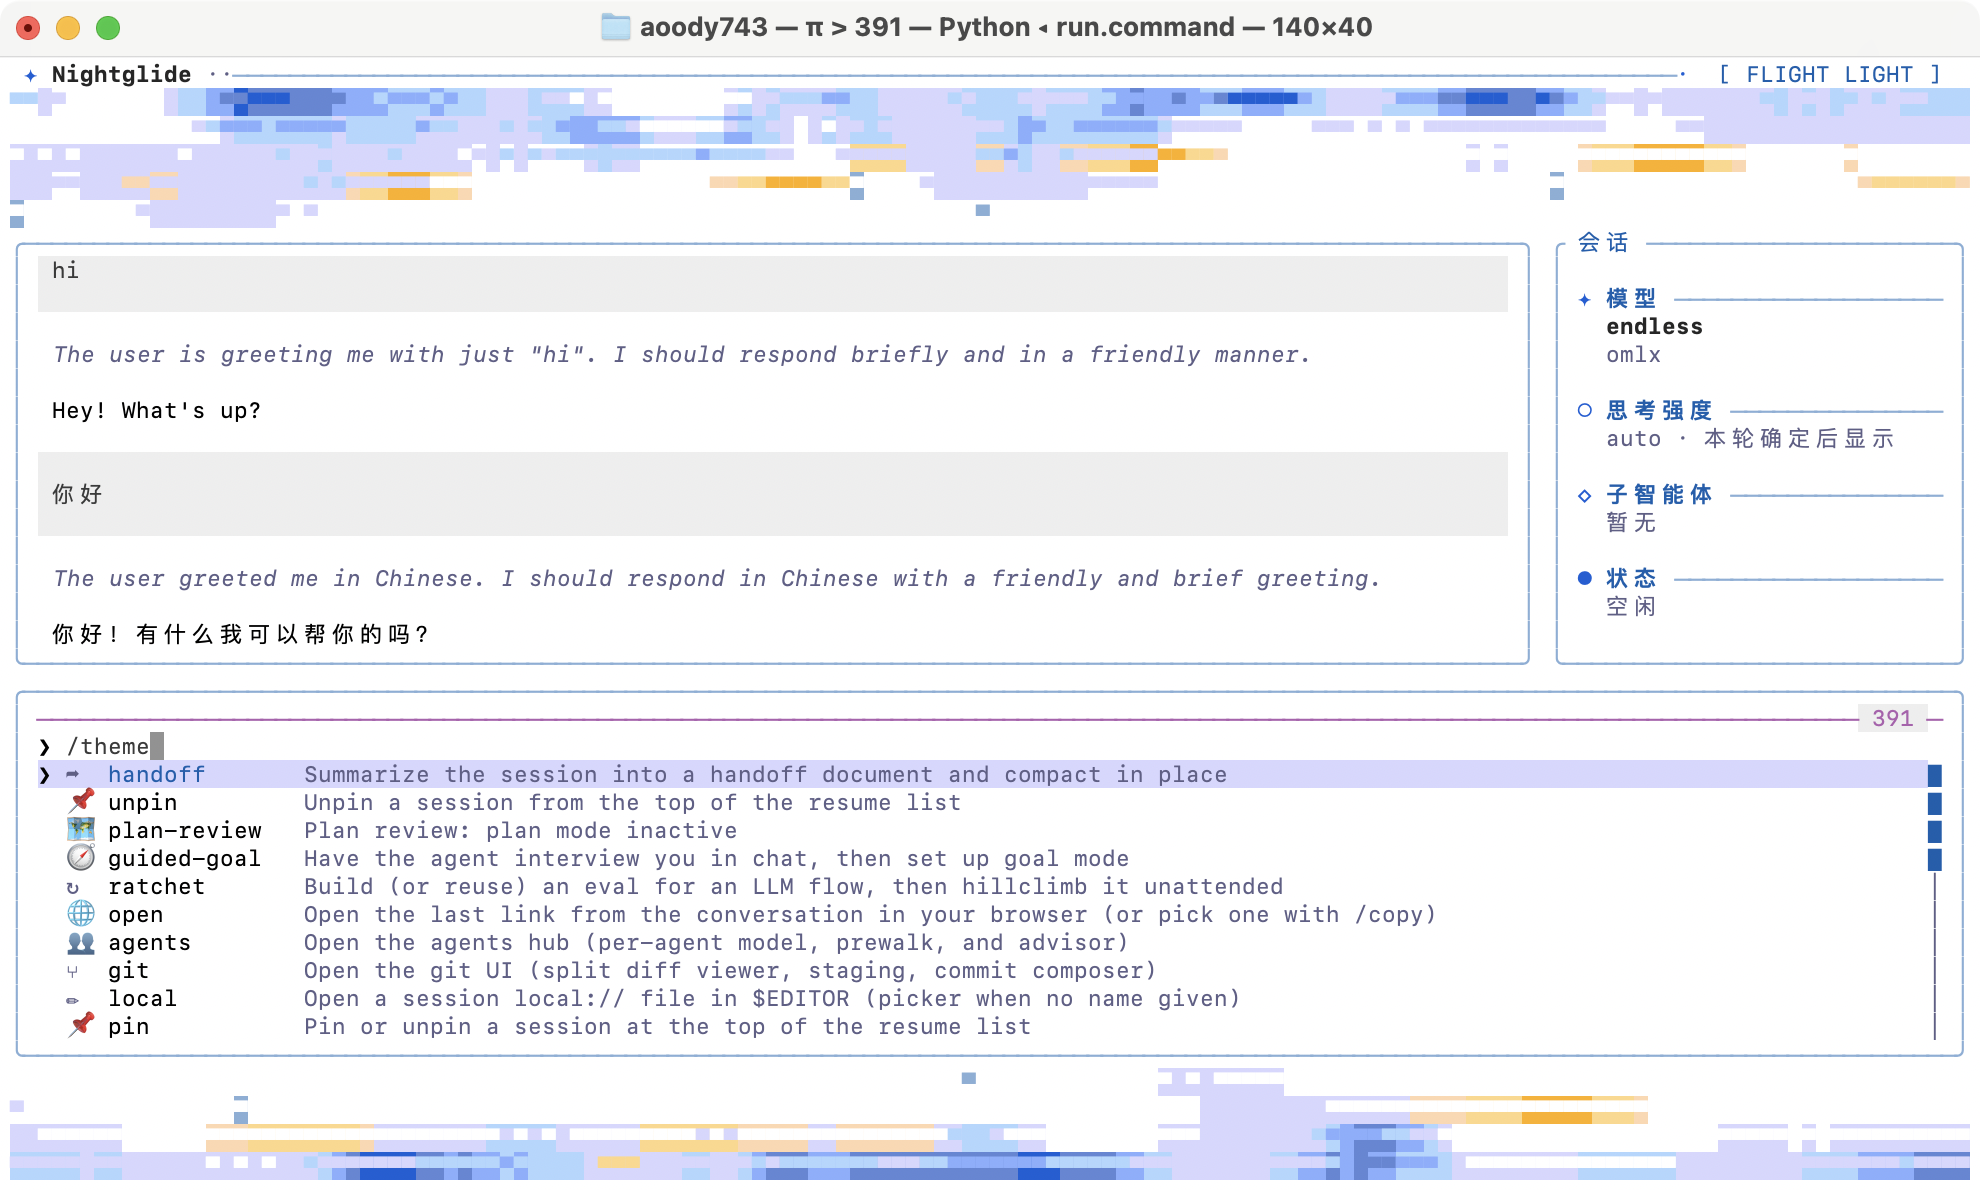 aoody743 — π > 391 — Python ◂ run.command — 140×40
✦ Nightglide ··
[ FLIGHT LIGHT ]
hi
The user is greeting me with just "hi". I should respond briefly and in a friendly manner.
Hey! What's up?
你好
The user greeted me in Chinese. I should respond in Chinese with a friendly and brief greeting.
你好！有什么我可以帮你的吗？
会话
✦ 模型
endless
omlx
○ 思考强度
auto · 本轮确定后显示
◇ 子智能体
暂无
● 状态
空闲
391
❯ /theme
❯ ➦ handoff Summarize the session into a handoff document and compact in place
📌 unpin Unpin a session from the top of the resume list
🗺 plan-review Plan review: plan mode inactive
🧭 guided-goal Have the agent interview you in chat, then set up goal mode
↻ ratchet Build (or reuse) an eval for an LLM flow, then hillclimb it unattended
🌐 open Open the last link from the conversation in your browser (or pick one with /copy)
👥 agents Open the agents hub (per-agent model, prewalk, and advisor)
⑂ git Open the git UI (split diff viewer, staging, commit composer)
✏ local Open a session local:// file in $EDITOR (picker when no name given)
📌 pin Pin or unpin a session at the top of the resume list